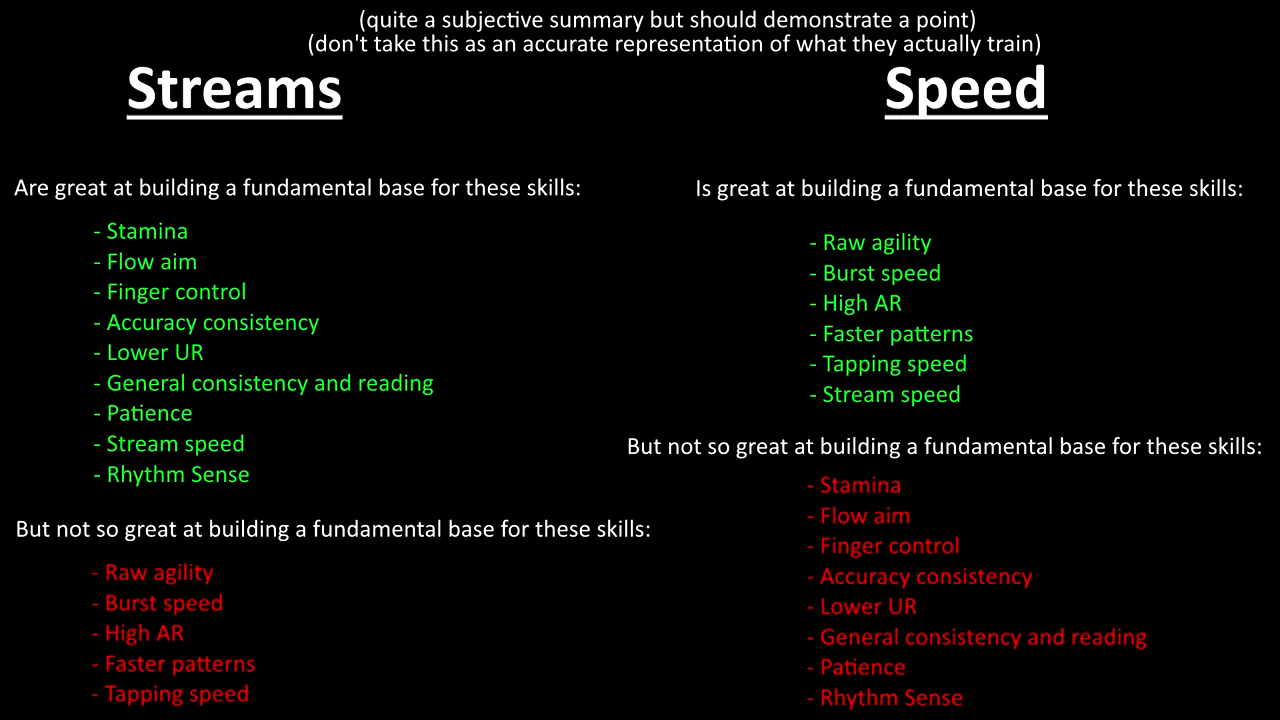 (quite a subjective summary but should demonstrate a point)
(don't take this as an accurate representation of what they actually train)
Streams
Are great at building a fundamental base for these skills:
- Stamina
- Flow aim
- Finger control
- Accuracy consistency
- Lower UR
- General consistency and reading
- Patience
- Stream speed
- Rhythm Sense
But not so great at building a fundamental base for these skills:
- Raw agility
- Burst speed
- High AR
- Faster patterns
- Tapping speed
Speed
Is great at building a fundamental base for these skills:
- Raw agility
- Burst speed
- High AR
- Faster patterns
- Tapping speed
- Stream speed
But not so great at building a fundamental base for these skills:
- Stamina
- Flow aim
- Finger control
- Accuracy consistency
- Lower UR
- General consistency and reading
- Patience
- Rhythm Sense